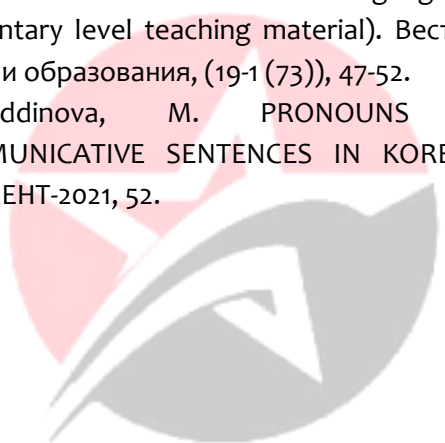 ntary level teaching material). Вест
и образования, (19-1 (73)), 47-52.
ddinova, M. PRONOUNS
MUNICATIVE SENTENCES IN KORE
ЕНТ-2021, 52.